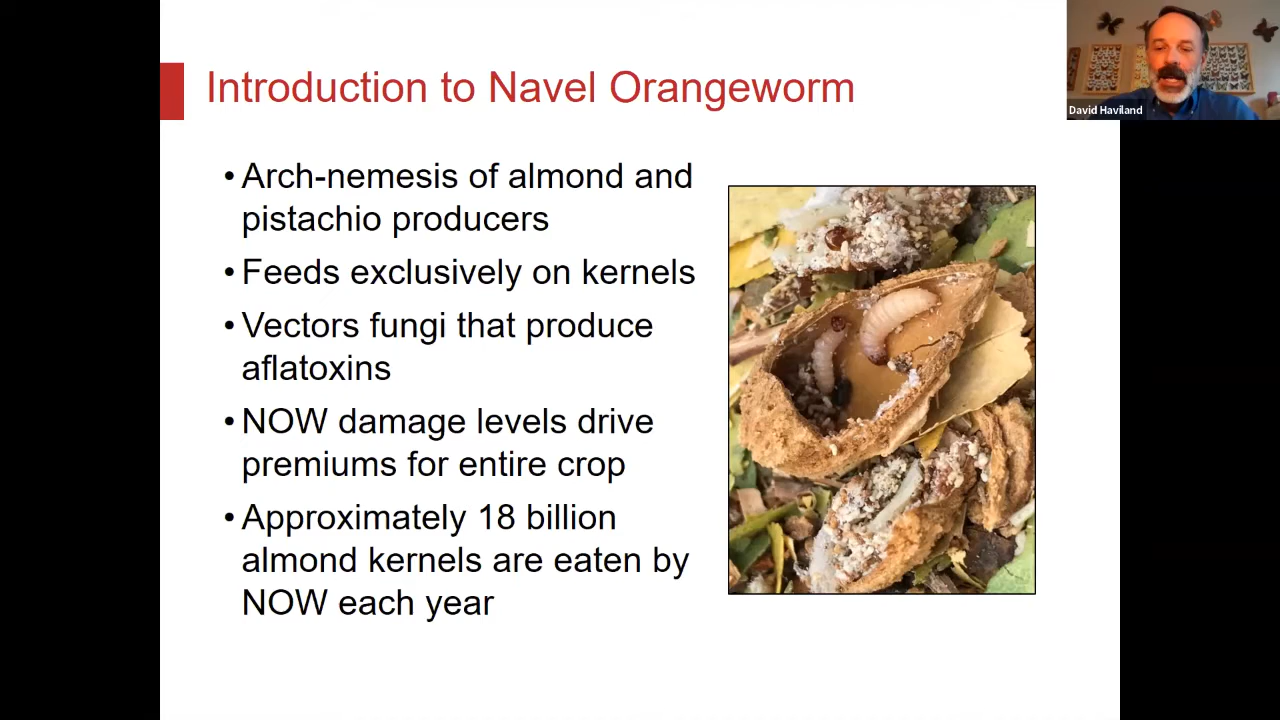 Introduction to Navel Orangeworm
David Haviland
• Arch-nemesis of almond and
pistachio producers
• Feeds exclusively on kernels
• Vectors fungi that produce
aflatoxins
• NOW damage levels drive
premiums for entire crop
• Approximately 18 billion
almond kernels are eaten by
NOW each year